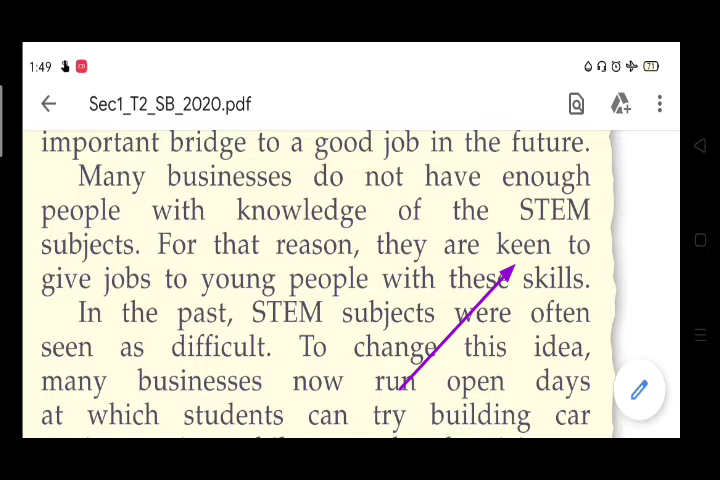 1:49
71
Sec1_T2_SB_2020.pdf
important bridge to a good job in the future.
Many businesses do not have enough
people with knowledge of the STEM
subjects. For that reason, they are keen to
give jobs to young people with these skills.
In the past, STEM subjects were often
seen as difficult. To change this idea,
many businesses now run open days
at which students can try building car